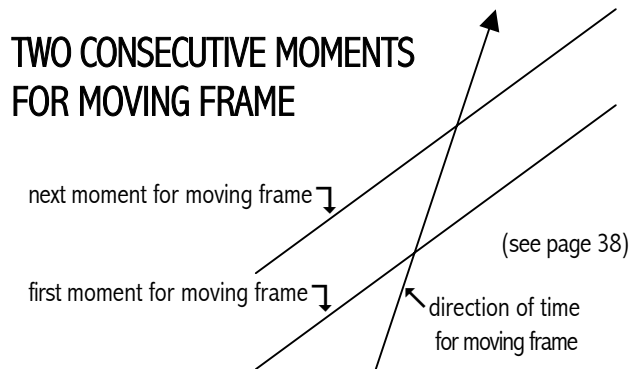 TWO CONSECUTIVE MOMENTS
FOR MOVING FRAME
next moment for moving frame
(see page 38)
first moment for moving frame
direction of time
for moving frame